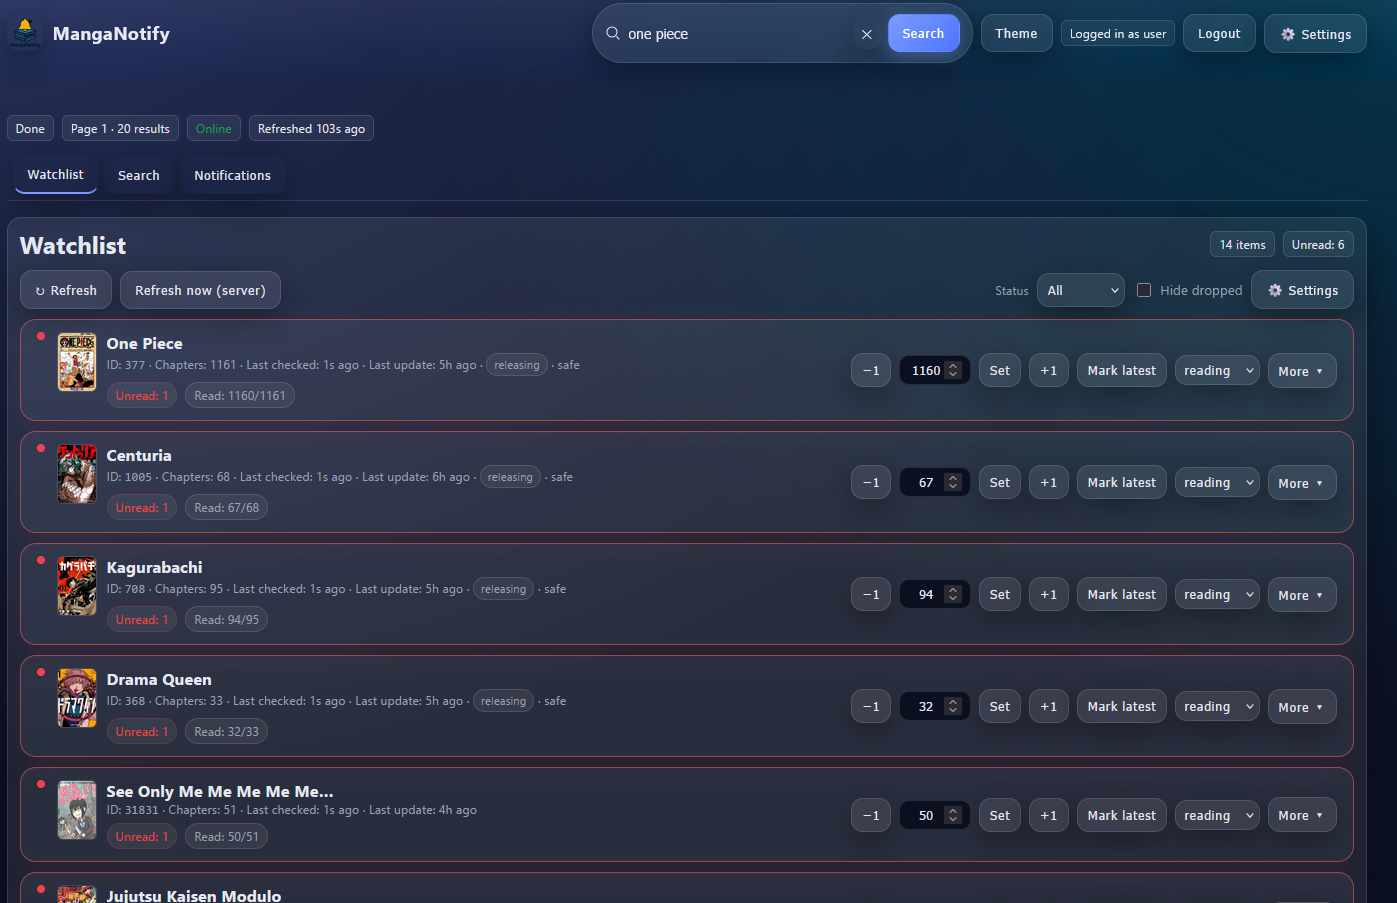 MangaNotify
one piece
Search
Theme
Logged in as user
Logout
Settings
Done
Page 1 · 20 results
Online
Refreshed 103s ago
Watchlist
Search
Notifications
Watchlist
14 items
Unread: 6
↻ Refresh
Refresh now (server)
Status
All
Hide dropped
Settings
One Piece
ID: 377 · Chapters: 1161 · Last checked: 1s ago · Last update: 5h ago · releasing · safe
Unread: 1
Read: 1160/1161
−1
1160
Set
+1
Mark latest
reading
More ▾
Centuria
ID: 1005 · Chapters: 68 · Last checked: 1s ago · Last update: 6h ago · releasing · safe
Unread: 1
Read: 67/68
−1
67
Set
+1
Mark latest
reading
More ▾
カグラバチ
Kagurabachi
ID: 708 · Chapters: 95 · Last checked: 1s ago · Last update: 5h ago · releasing · safe
Unread: 1
Read: 94/95
−1
94
Set
+1
Mark latest
reading
More ▾
Drama Queen
ID: 368 · Chapters: 33 · Last checked: 1s ago · Last update: 5h ago · releasing · safe
Unread: 1
Read: 32/33
−1
32
Set
+1
Mark latest
reading
More ▾
See Only Me Me Me Me Me...
ID: 31831 · Chapters: 51 · Last checked: 1s ago · Last update: 4h ago
Unread: 1
Read: 50/51
−1
50
Set
+1
Mark latest
reading
More ▾
Jujutsu Kaisen Modulo